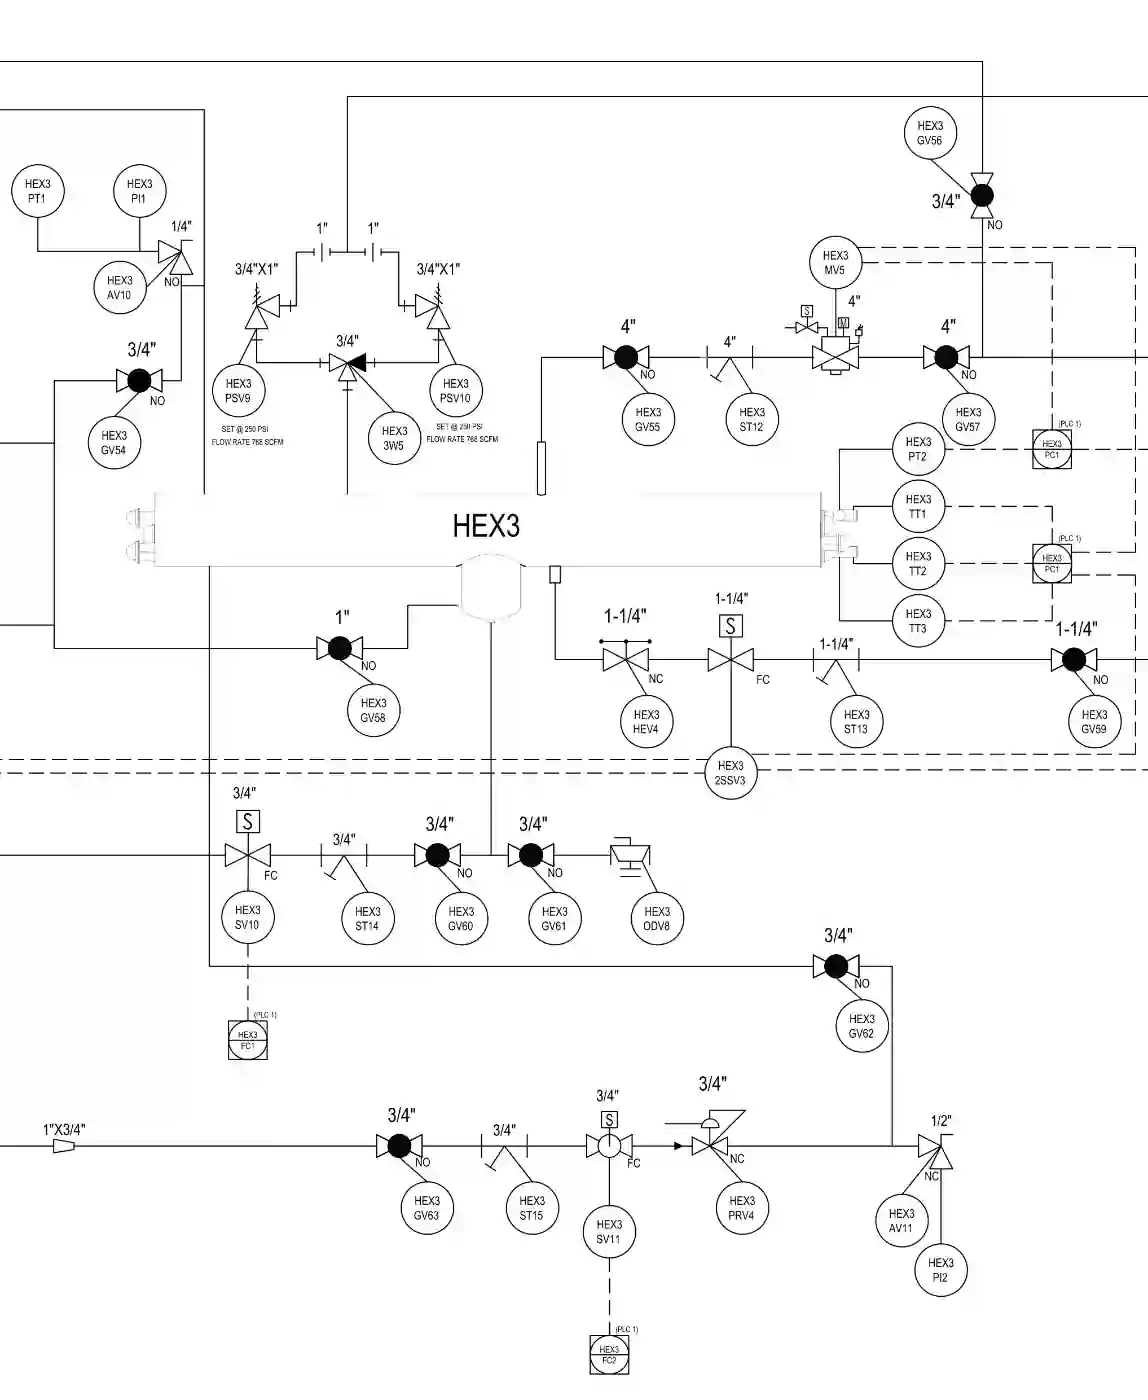 HEX3
GV56
3/4"
NO
HEX3
PT1
HEX3
PI1
1/4"
HEX3
AV10
NO
1"
1"
3/4"X1"
3/4"X1"
HEX3
MV5
4"
S
M
3/4"
NO
HEX3
GV54
3/4"
HEX3
PSV9
HEX3
PSV10
SET @ 250 PSI
FLOW RATE 768 SCFM
SET @ 250 PSI
FLOW RATE 768 SCFM
HEX3
3W5
4"
NO
HEX3
GV55
4"
HEX3
ST12
4"
NO
HEX3
GV57
(PLC 1)
HEX3
PC1
HEX3
PT2
HEX3
TT1
HEX3
TT2
HEX3
TT3
(PLC 1)
HEX3
PC1
HEX3
1"
NO
HEX3
GV58
1-1/4"
NC
HEX3
HEV4
1-1/4"
S
FC
HEX3
2SSV3
1-1/4"
HEX3
ST13
1-1/4"
NO
HEX3
GV59
3/4"
S
FC
HEX3
SV10
3/4"
HEX3
ST14
3/4"
NO
HEX3
GV60
3/4"
NO
HEX3
GV61
HEX3
ODV8
(PLC 1)
HEX3
FC1
3/4"
NO
HEX3
GV62
1"X3/4"
3/4"
NO
HEX3
GV63
3/4"
HEX3
ST15
3/4"
S
FC
HEX3
SV11
3/4"
NC
HEX3
PRV4
1/2"
NC
HEX3
AV11
HEX3
PI2
(PLC 1)
HEX3
FC2